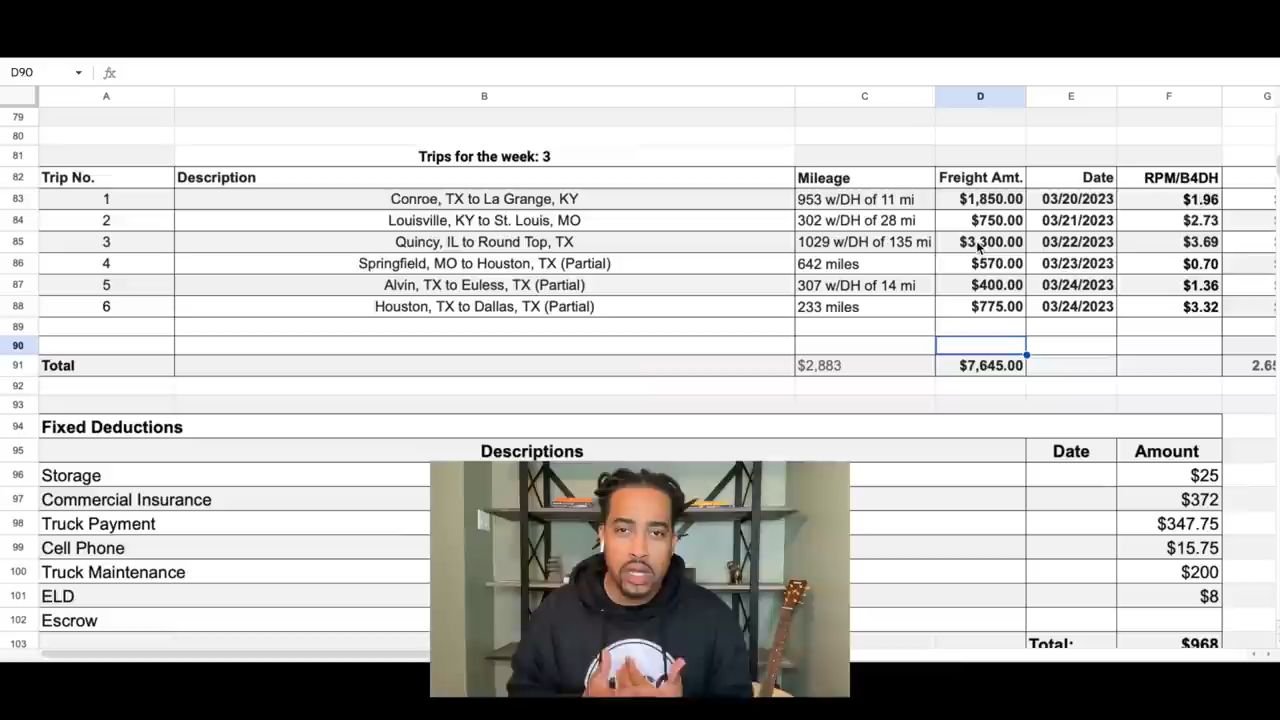 D90 fx
A B C D E F G
79
80
81 Trips for the week: 3
82 Trip No. Description Mileage Freight Amt. Date RPM/B4DH
83 1 Conroe, TX to La Grange, KY 953 w/DH of 11 mi $1,850.00 03/20/2023 $1.96
84 2 Louisville, KY to St. Louis, MO 302 w/DH of 28 mi $750.00 03/21/2023 $2.73
85 3 Quincy, IL to Round Top, TX 1029 w/DH of 135 mi $3,300.00 03/22/2023 $3.69
86 4 Springfield, MO to Houston, TX (Partial) 642 miles $570.00 03/23/2023 $0.70
87 5 Alvin, TX to Euless, TX (Partial) 307 w/DH of 14 mi $400.00 03/24/2023 $1.36
88 6 Houston, TX to Dallas, TX (Partial) 233 miles $775.00 03/24/2023 $3.32
89
90
91 Total $2,883 $7,645.00
92
93
94 Fixed Deductions
95 Descriptions Date Amount
96 Storage $25
97 Commercial Insurance $372
98 Truck Payment $347.75
99 Cell Phone $15.75
100 Truck Maintenance $200
101 ELD $8
102 Escrow
103 Total: $968